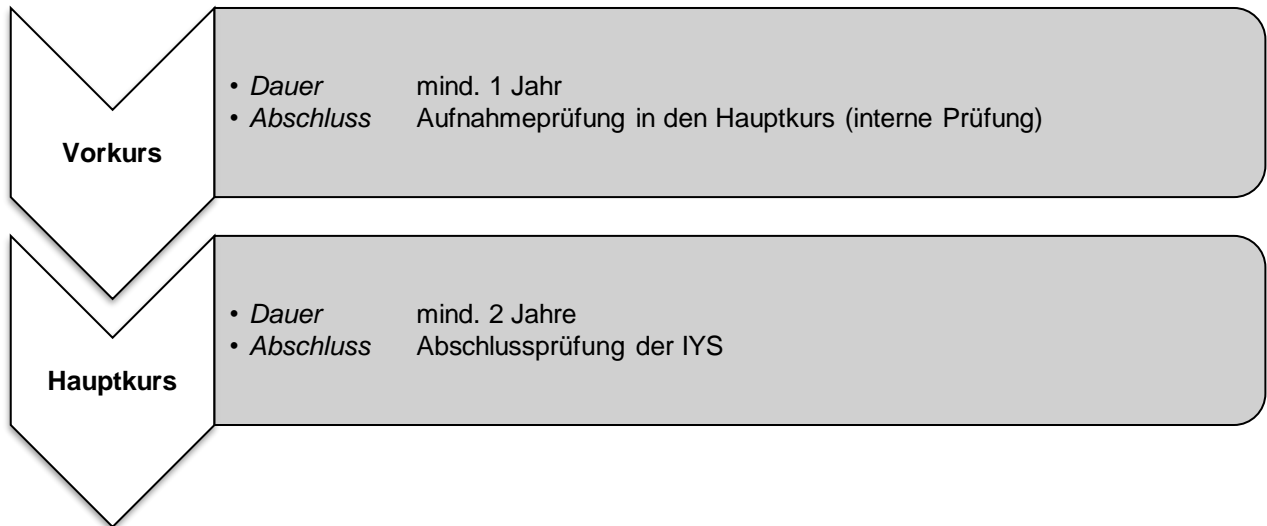 Vorkurs
• Dauer mind. 1 Jahr
• Abschluss Aufnahmeprüfung in den Hauptkurs (interne Prüfung)
Hauptkurs
• Dauer mind. 2 Jahre
• Abschluss Abschlussprüfung der IYS